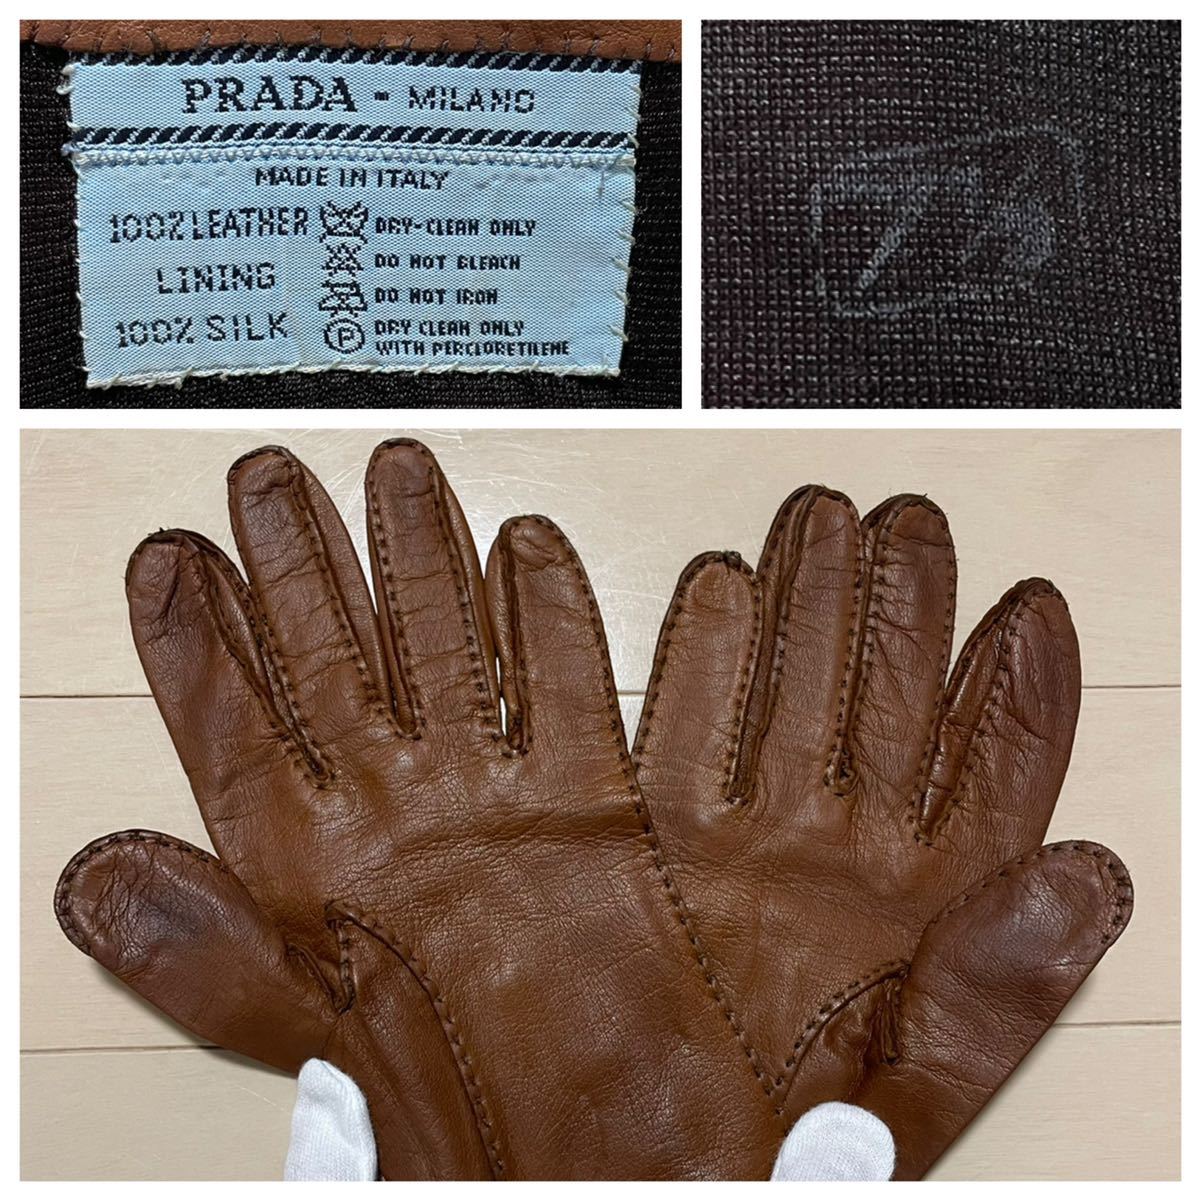 PRADA - MILANO
MADE IN ITALY
100% LEATHER
LINING
100% SILK
DRY-CLEAN ONLY
DO NOT BLEACH
DO NOT IRON
P
DRY CLEAN ONLY
WITH PERCLORETILENE